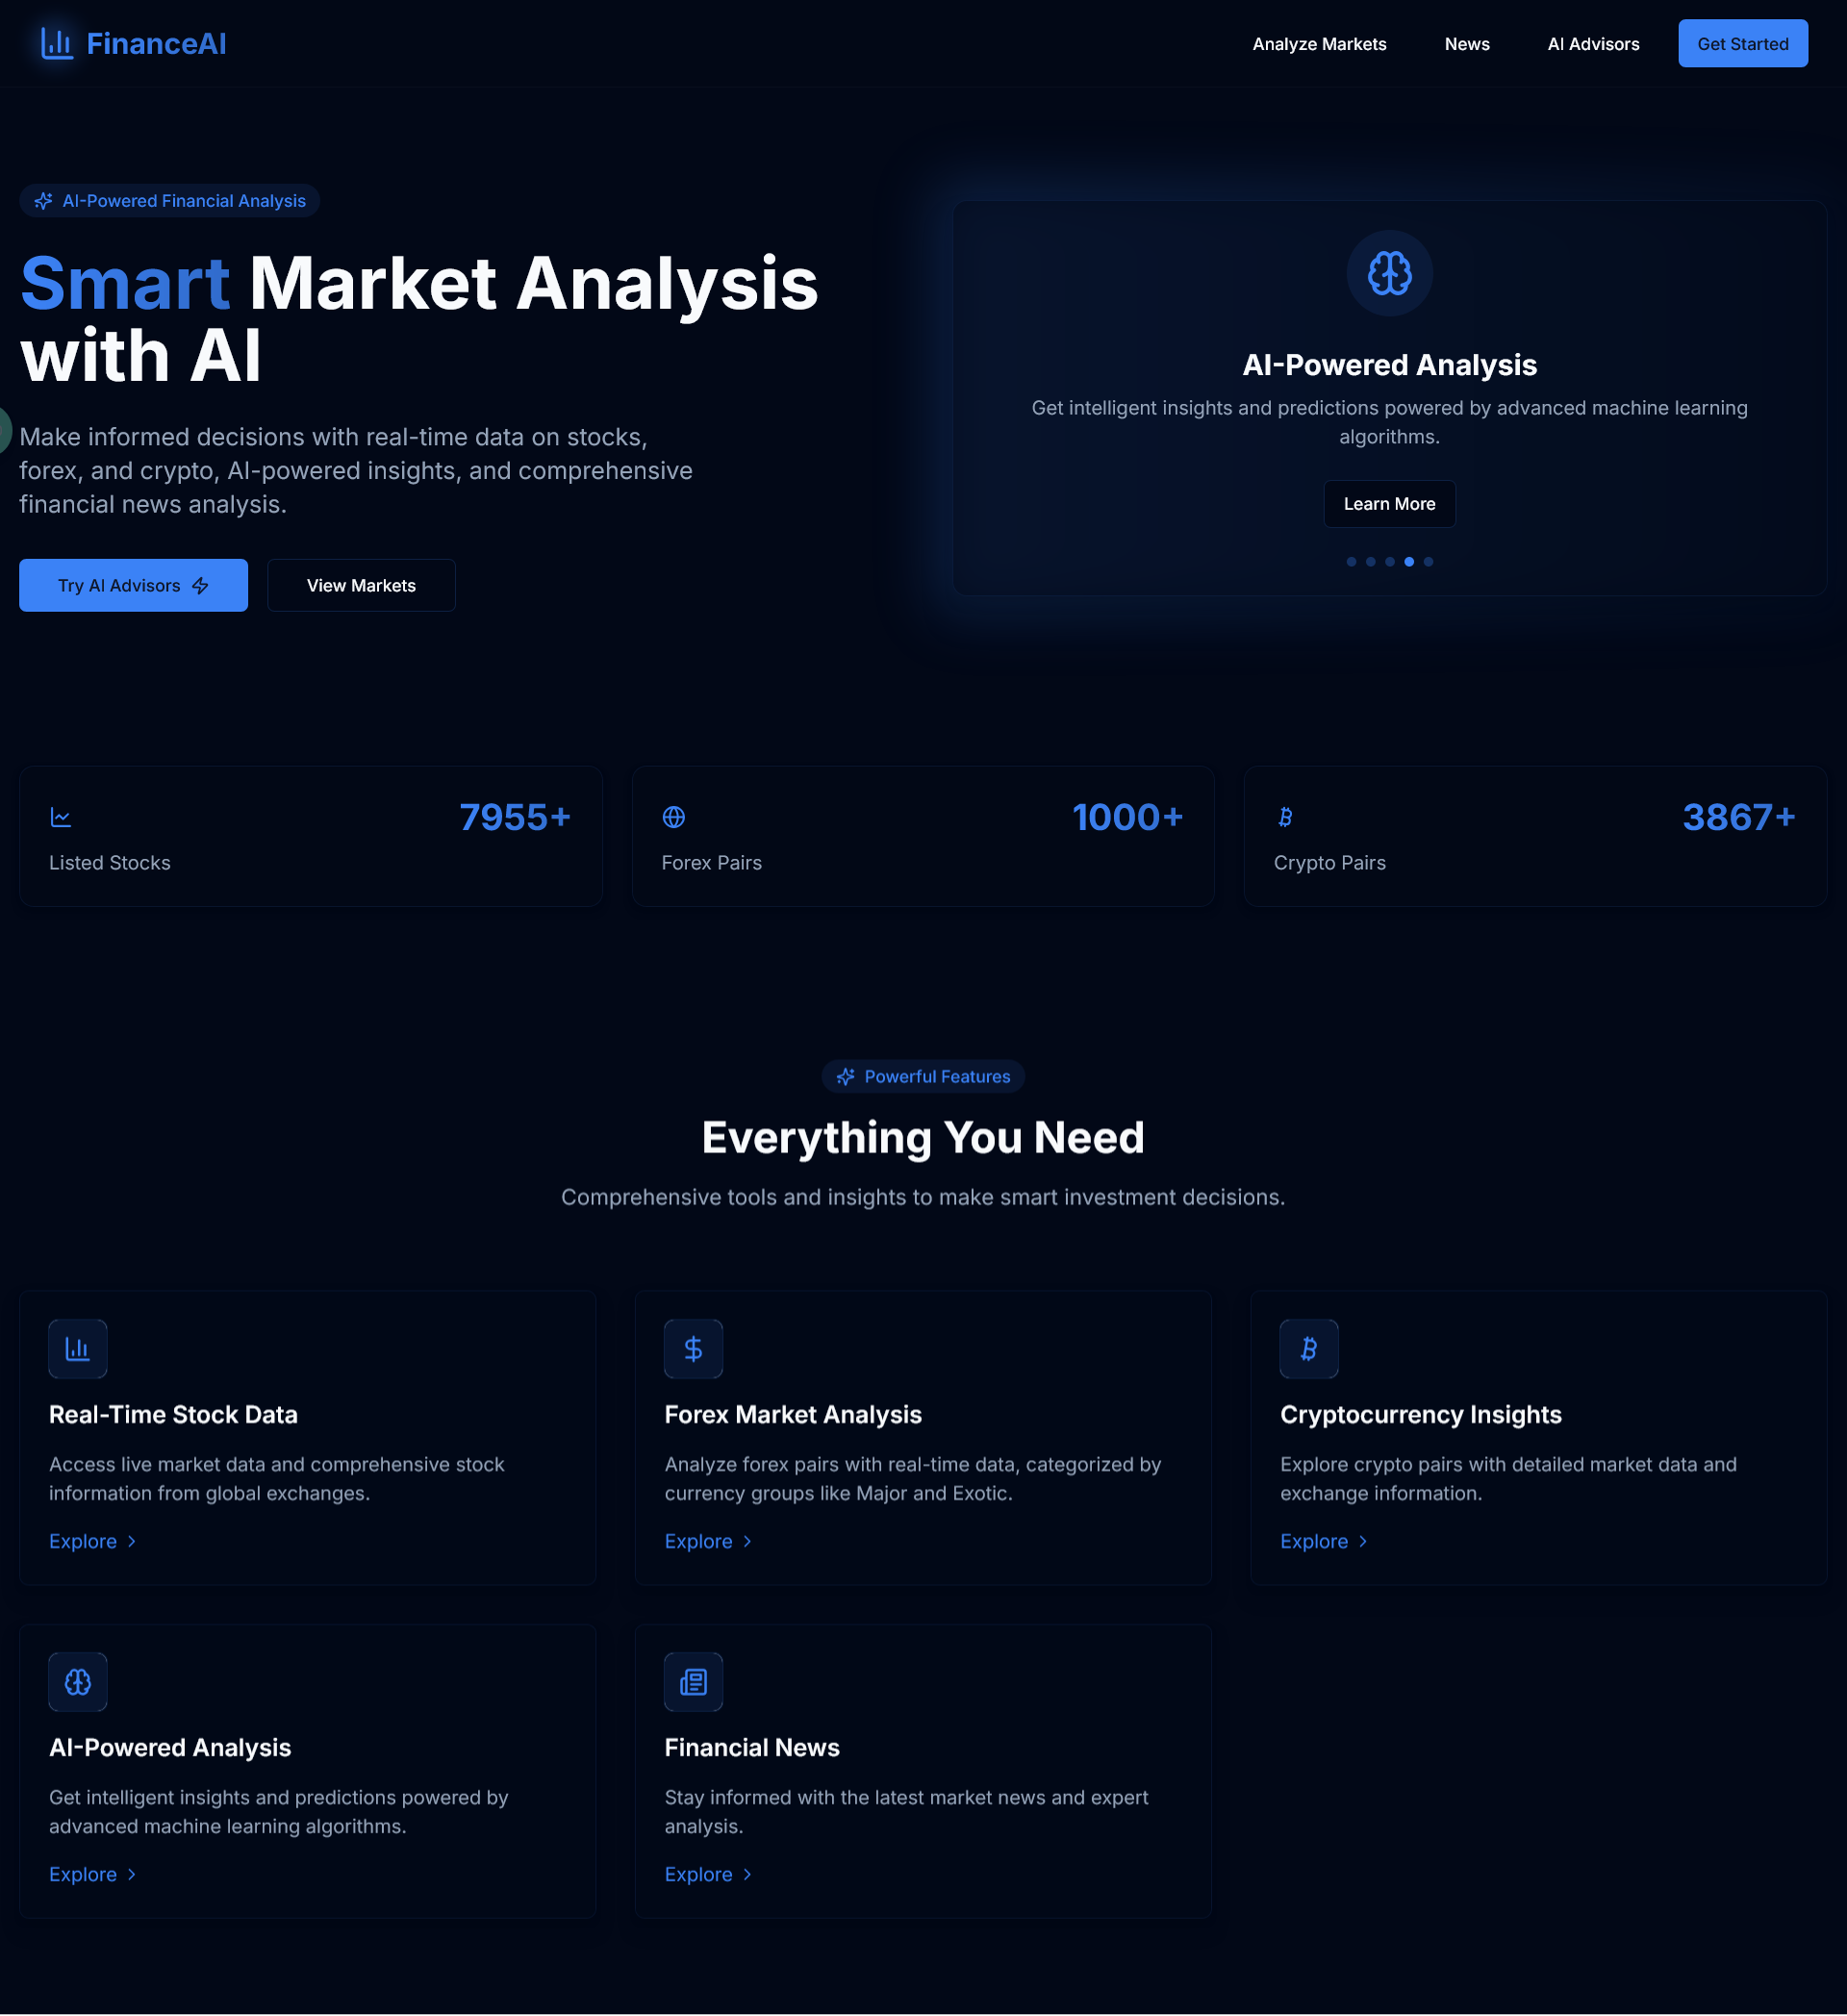 FinanceAI
Analyze Markets
News
AI Advisors
Get Started
AI-Powered Financial Analysis
Smart Market Analysis
with AI
Make informed decisions with real-time data on stocks,
forex, and crypto, AI-powered insights, and comprehensive
financial news analysis.
Try AI Advisors
View Markets
AI-Powered Analysis
Get intelligent insights and predictions powered by advanced machine learning
algorithms.
Learn More
7955+
Listed Stocks
1000+
Forex Pairs
3867+
Crypto Pairs
Powerful Features
Everything You Need
Comprehensive tools and insights to make smart investment decisions.
Real-Time Stock Data
Access live market data and comprehensive stock
information from global exchanges.
Explore
Forex Market Analysis
Analyze forex pairs with real-time data, categorized by
currency groups like Major and Exotic.
Explore
Cryptocurrency Insights
Explore crypto pairs with detailed market data and
exchange information.
Explore
AI-Powered Analysis
Get intelligent insights and predictions powered by
advanced machine learning algorithms.
Explore
Financial News
Stay informed with the latest market news and expert
analysis.
Explore